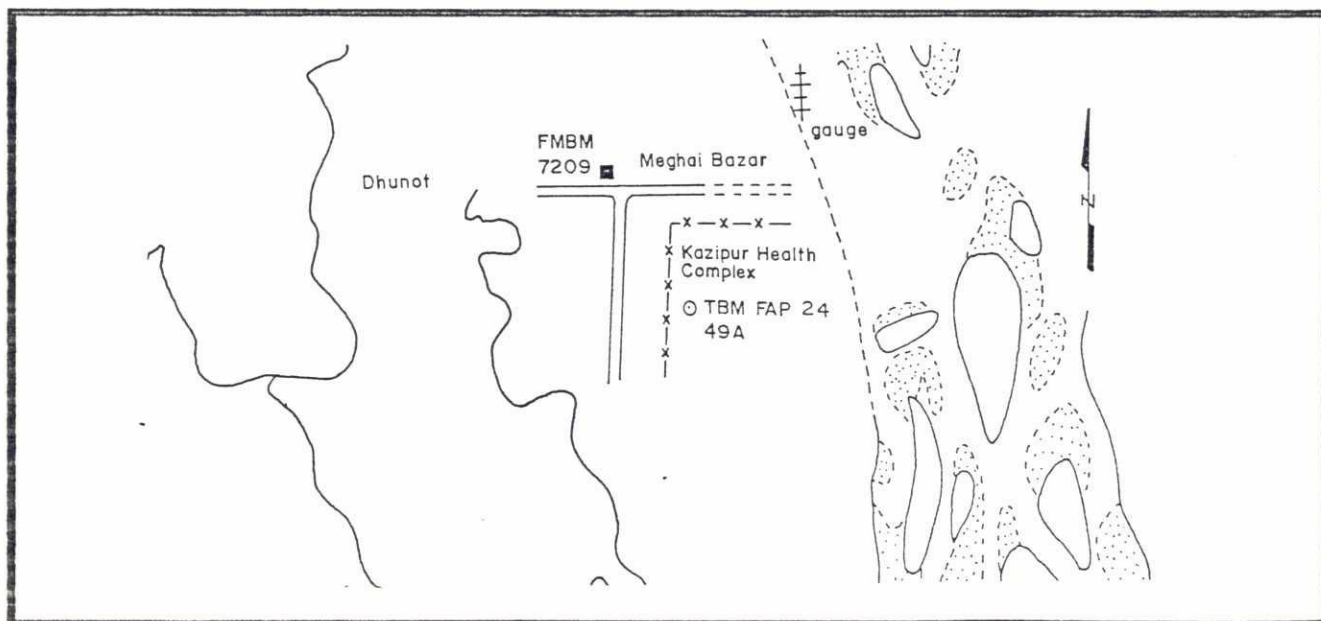 gauge
FMBM
7209
Meghai Bazar
Dhunot
N
Kazipur Health
Complex
TBM FAP 24
49A